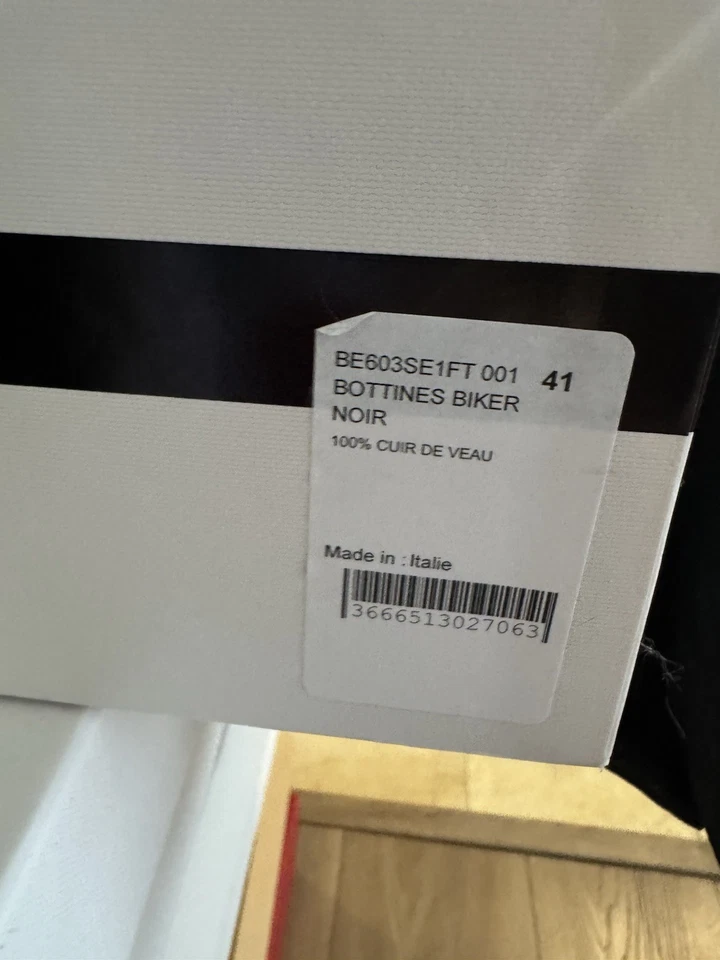 BE603SE1FT 001 41
BOTTINES BIKER
NOIR
100% CUIR DE VEAU
Made in : Italie
3666513027063